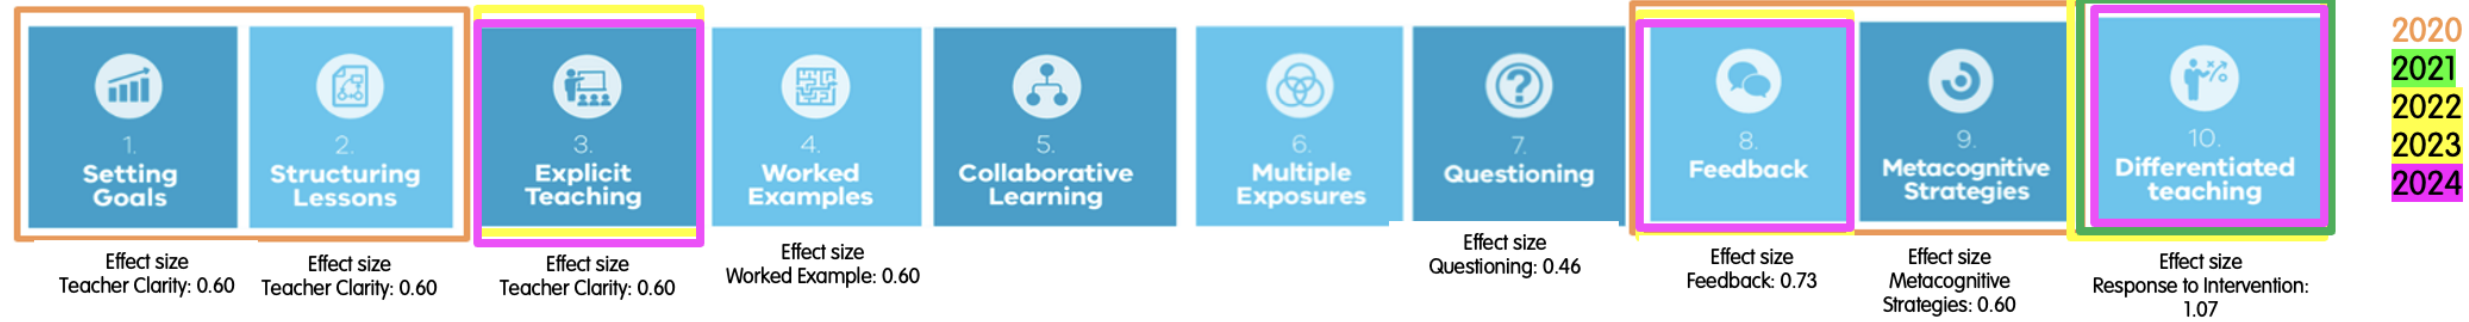 1.
Setting
Goals
Effect size
Teacher Clarity: 0.60
2.
Structuring
Lessons
Effect size
Teacher Clarity: 0.60
3.
Explicit
Teaching
Effect size
Teacher Clarity: 0.60
4.
Worked
Examples
Effect size
Worked Example: 0.60
5.
Collaborative
Learning
6.
Multiple
Exposures
7.
Questioning
Effect size
Questioning: 0.46
8.
Feedback
Effect size
Feedback: 0.73
9.
Metacognitive
Strategies
Effect size
Metacognitive
Strategies: 0.60
10.
Differentiated
teaching
Effect size
Response to Intervention:
1.07
2020
2021
2022
2023
2024